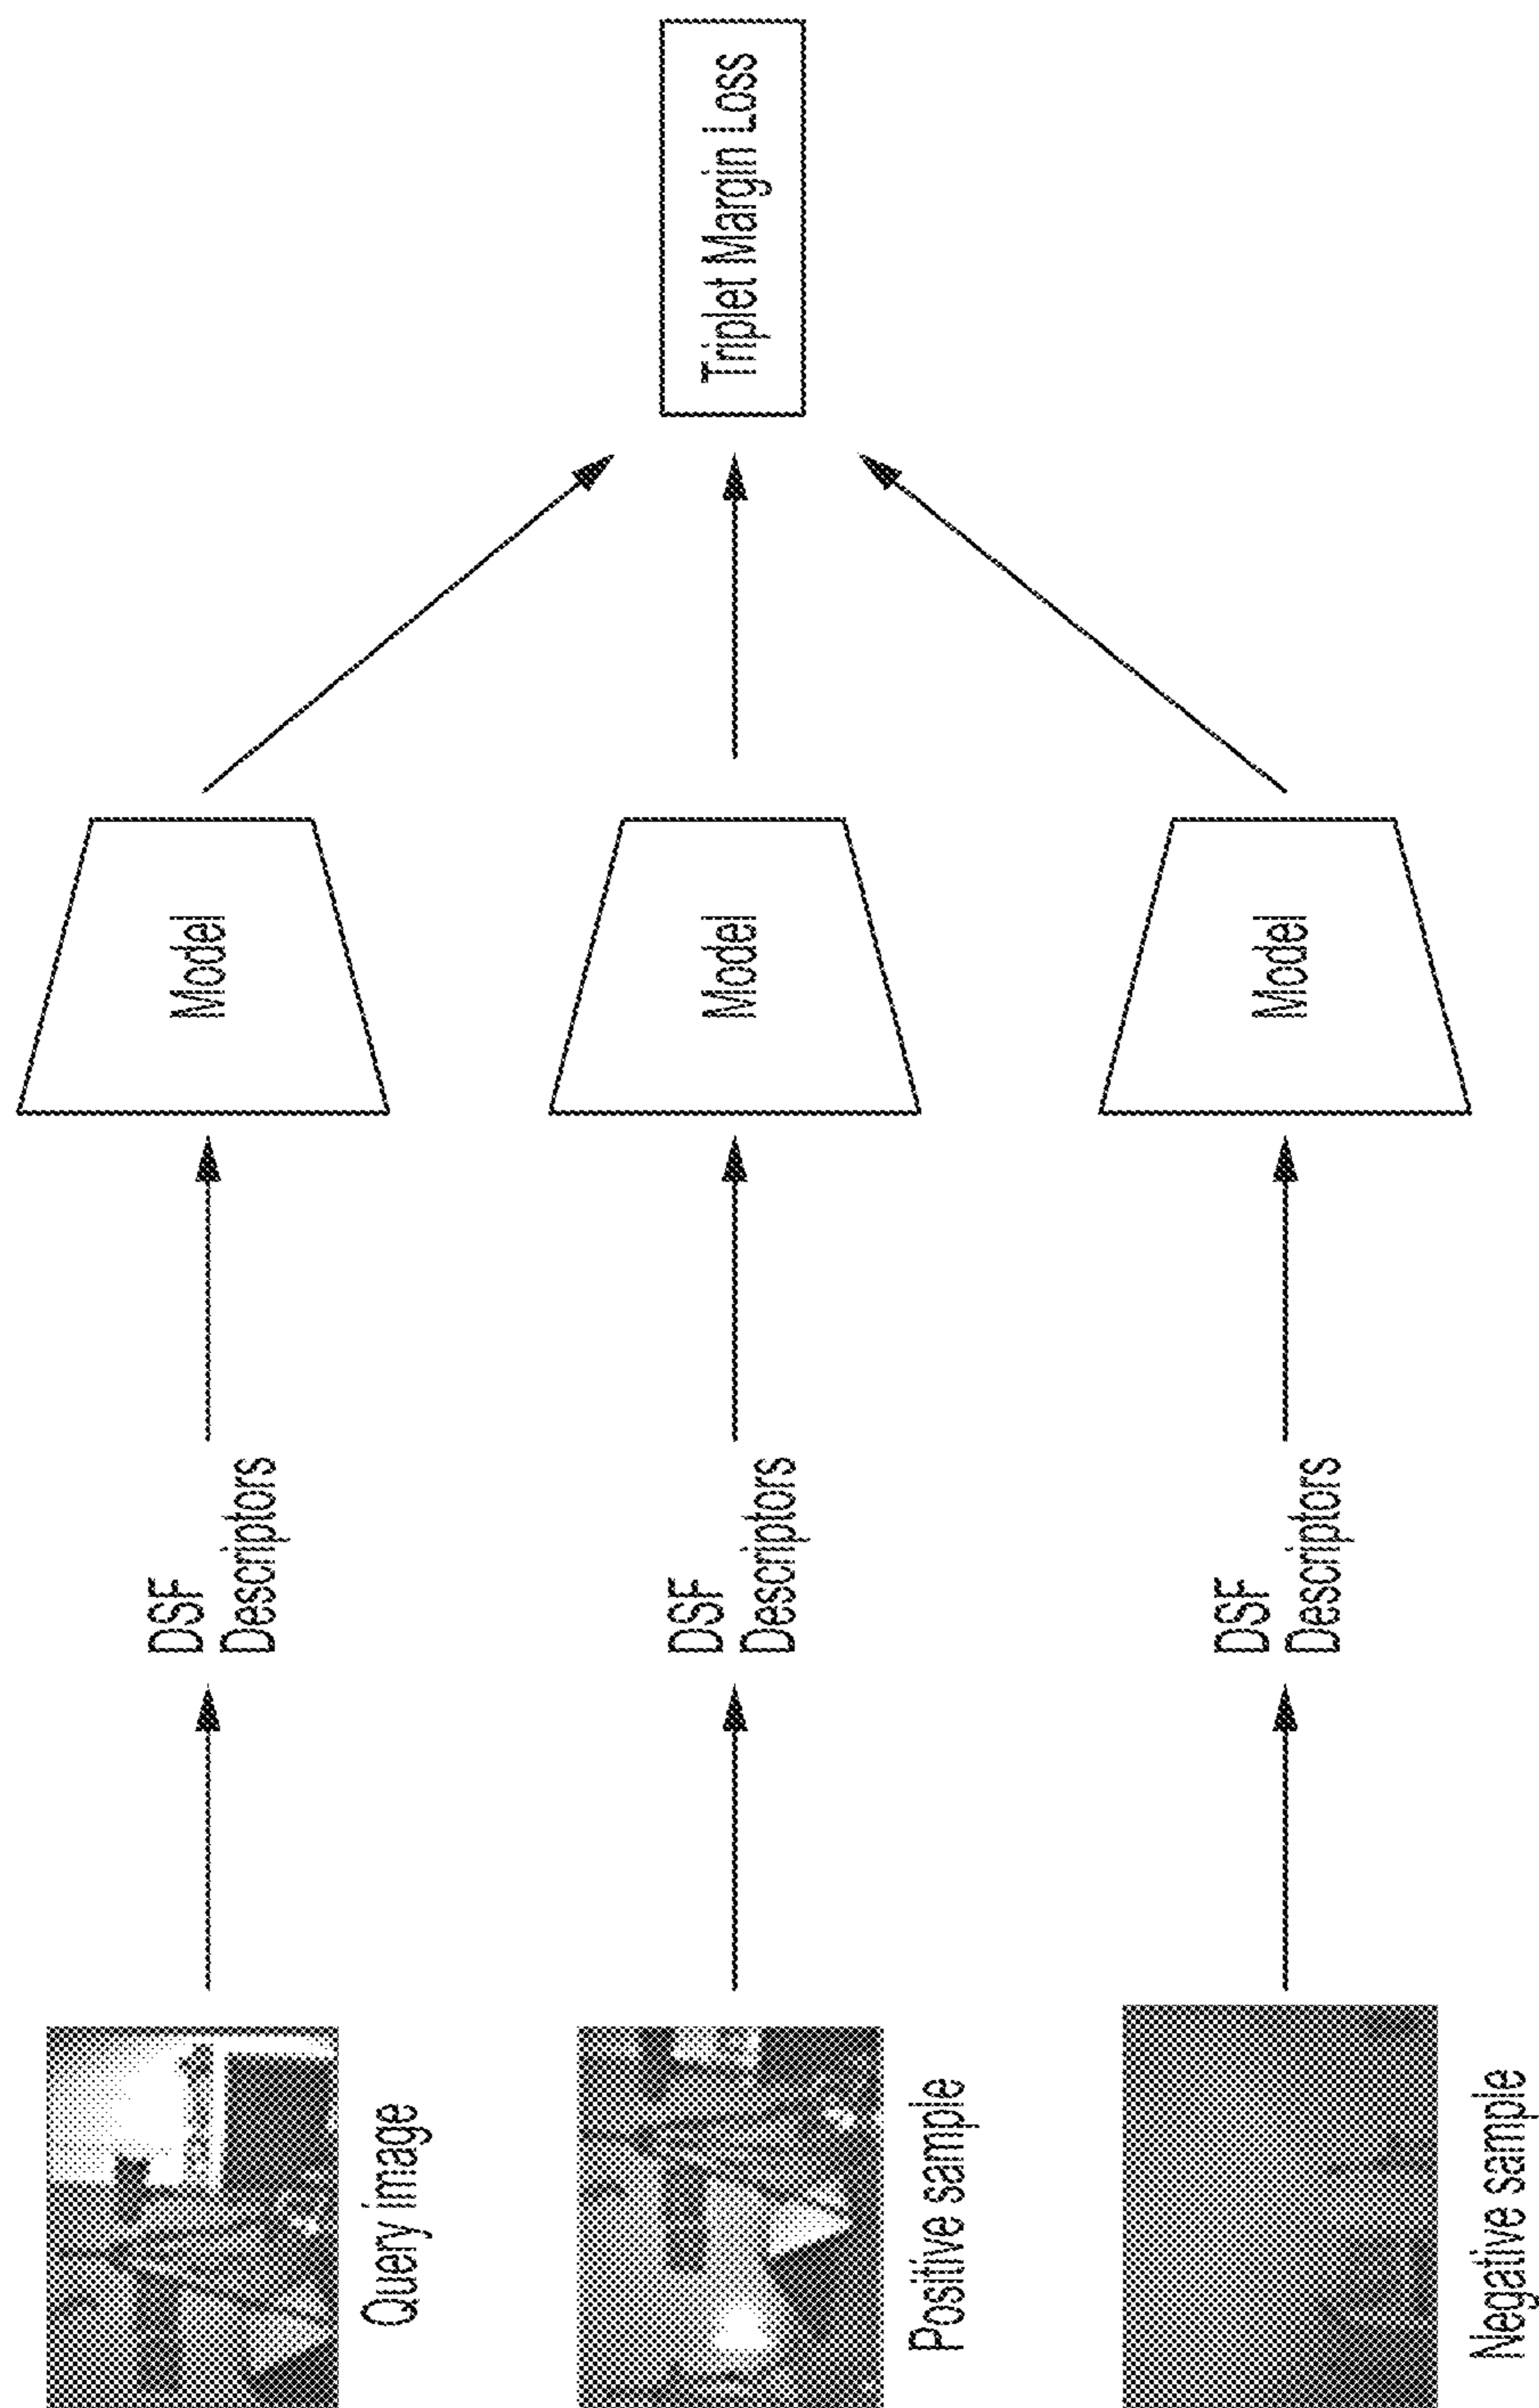 Query image
DSF
Descriptors
Model
Positive sample
DSF
Descriptors
Model
Triplet Margin Loss
Negative sample
DSF
Descriptors
Model